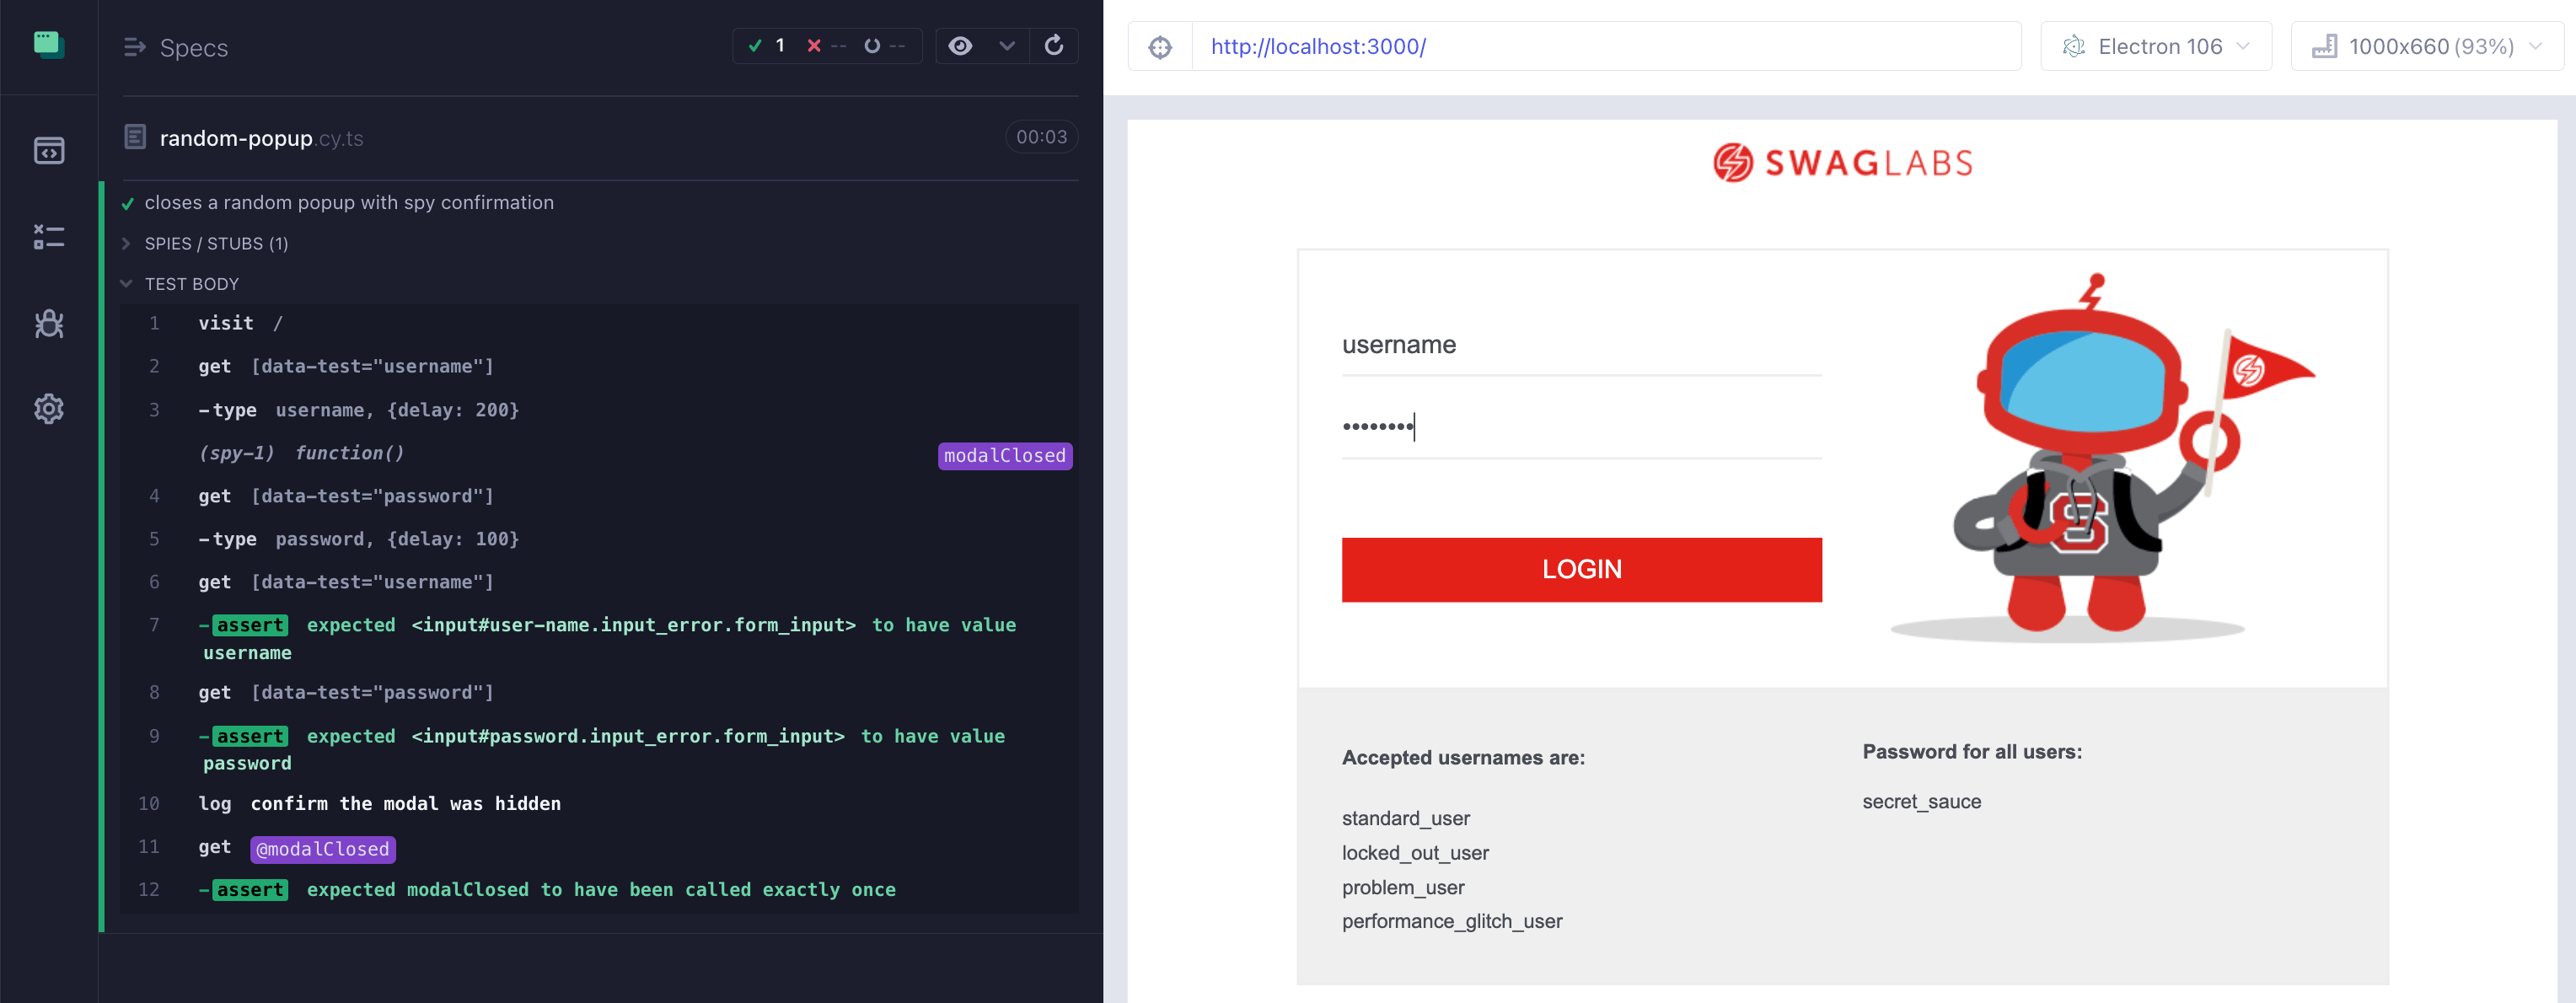 Specs
1 -- --
random-popup.cy.ts 00:03
closes a random popup with spy confirmation
SPIES / STUBS (1)
TEST BODY
1 visit /
2 get [data-test="username"]
3 -type username, {delay: 200}
(spy-1) function() modalClosed
4 get [data-test="password"]
5 -type password, {delay: 100}
6 get [data-test="username"]
7 -assert expected <input#user-name.input_error.form_input> to have value
username
8 get [data-test="password"]
9 -assert expected <input#password.input_error.form_input> to have value
password
10 log confirm the modal was hidden
11 get @modalClosed
12 -assert expected modalClosed to have been called exactly once
http://localhost:3000/
Electron 106
1000x660 (93%)
SWAGLABS
username
••••••••
LOGIN
S
Accepted usernames are:
standard_user
locked_out_user
problem_user
performance_glitch_user
Password for all users:
secret_sauce